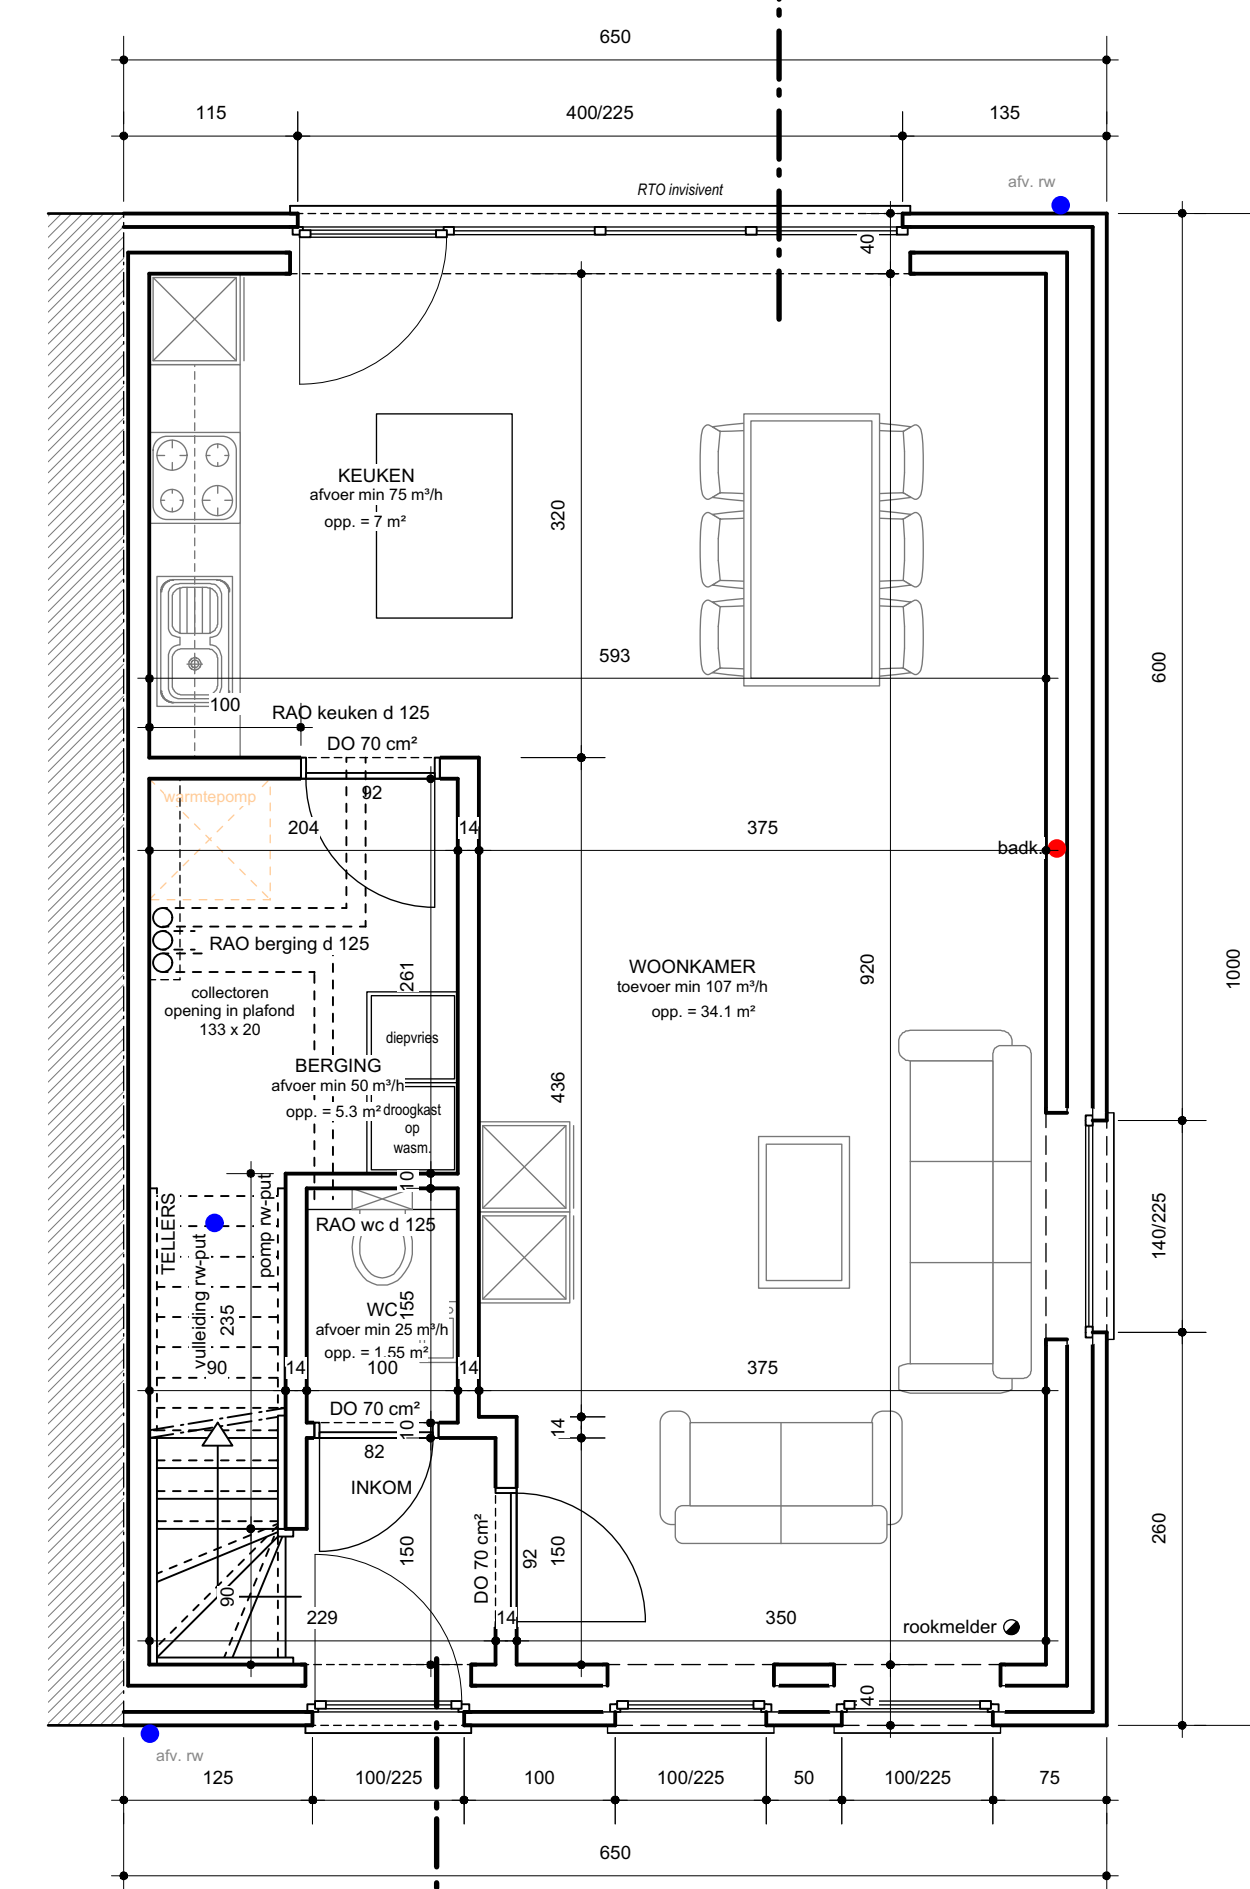 650
115
400/225
135
RTO invisivent
afv. rw
40
KEUKEN
afvoer min 75 m³/h
opp. = 7 m²
320
593
600
100
RAO keuken d 125
DO 70 cm²
warmtepomp
92
204
14
375
badk.
RAO berging d 125
261
WOONKAMER
toevoer min 107 m³/h
opp. = 34.1 m²
920
1000
collectoren
opening in plafond
133 x 20
diepvries
BERGING
afvoer min 50 m³/h
opp. = 5.3 m²
droogkast
op
wasm.
436
10
TELLERS
vulleiding rw-put
pomp rw-put
235
RAO wc d 125
WC
afvoer min 25 m³/h
opp. = 1.55 m²
155
140/225
90
14
100
14
375
DO 70 cm²
10
82
14
INKOM
150
DO 70 cm²
92
150
260
90
229
14
350
rookmelder
40
afv. rw
125
100/225
100
100/225
50
100/225
75
650